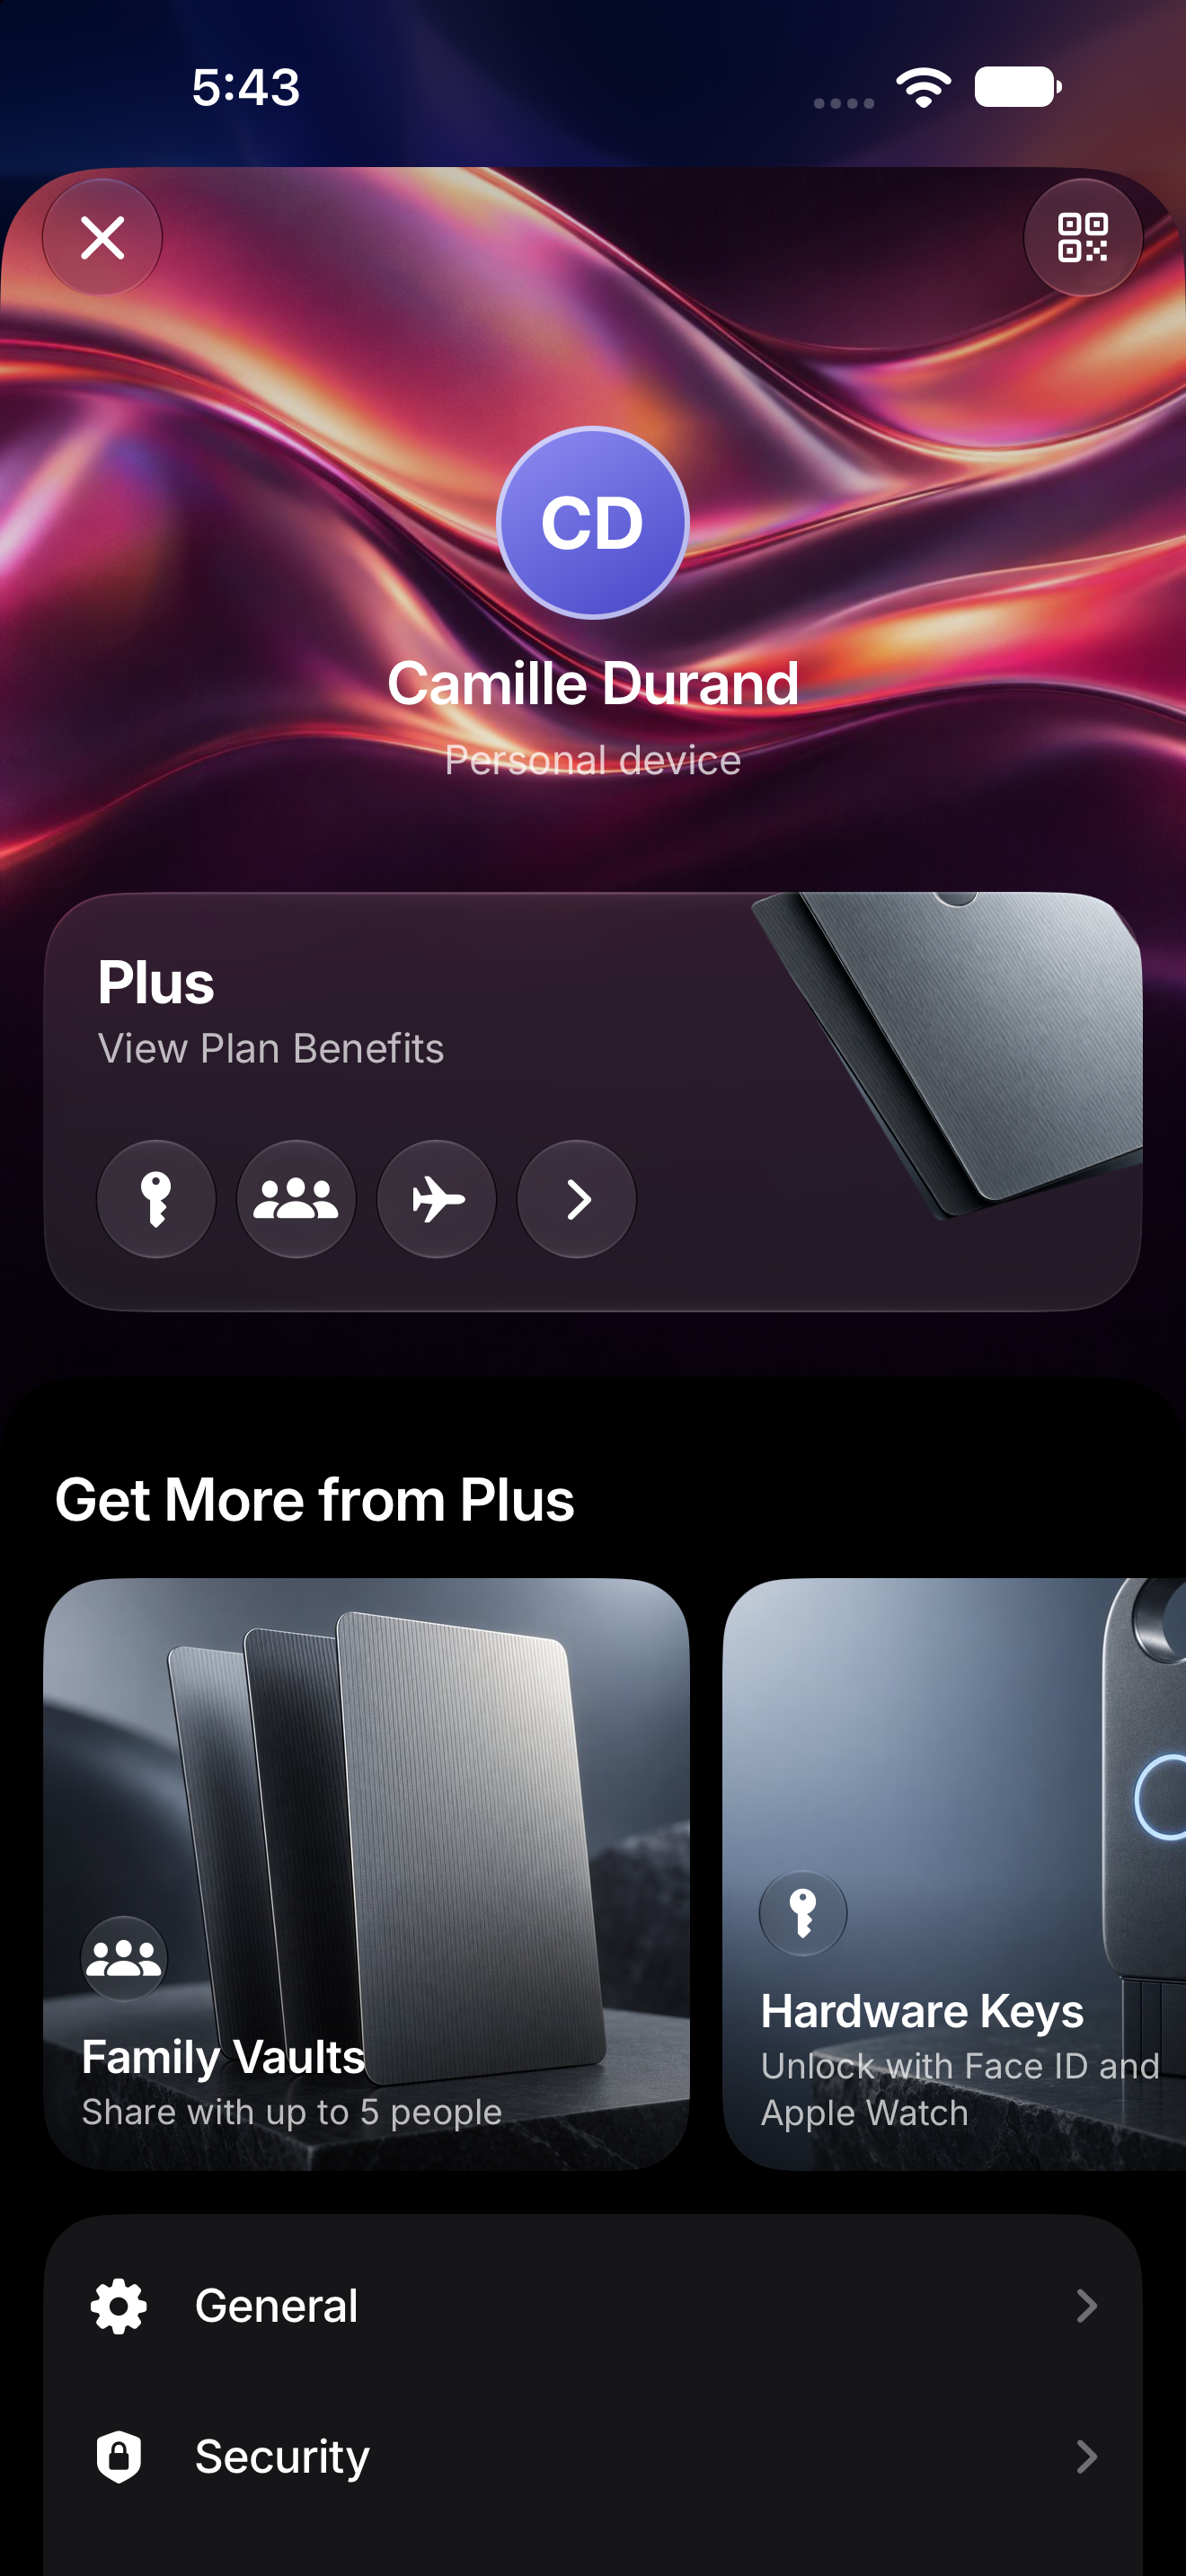 5:43
CD
Camille Durand
Personal device
Plus
View Plan Benefits
Get More from Plus
Family Vaults
Share with up to 5 people
Hardware Keys
Unlock with Face ID and
Apple Watch
General
Security